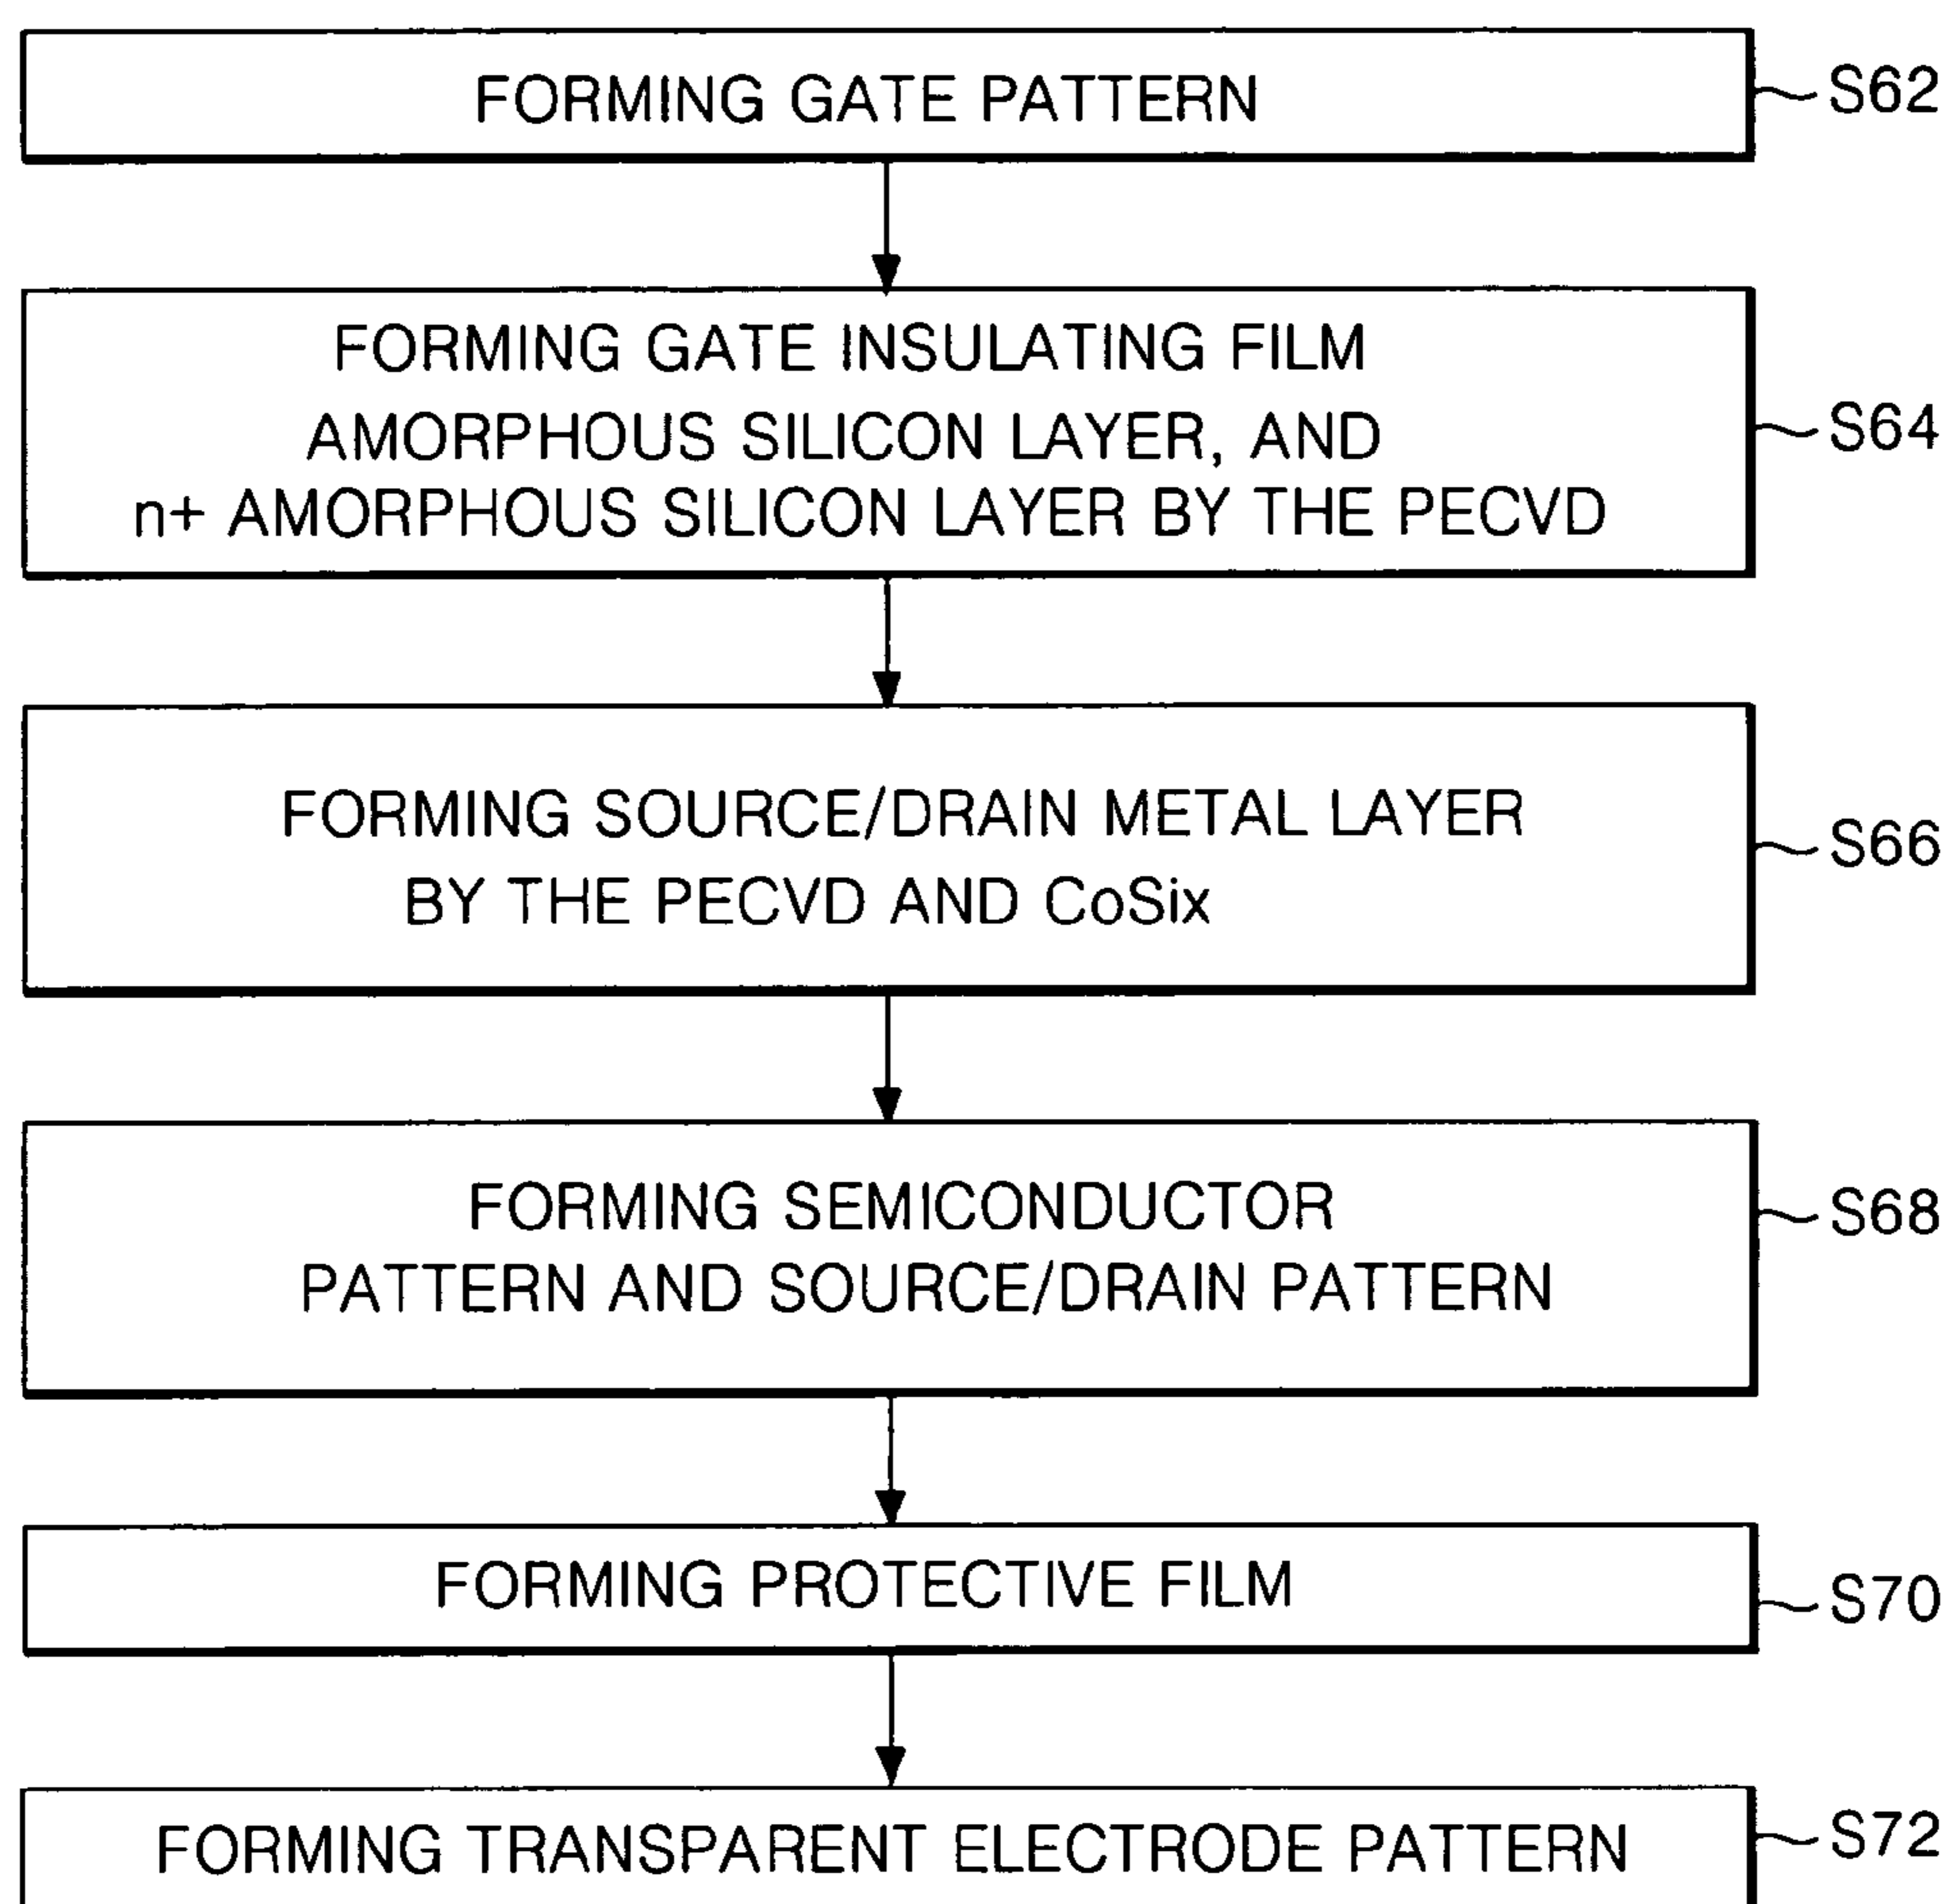 FORMING GATE PATTERN
S62
FORMING GATE INSULATING FILM
AMORPHOUS SILICON LAYER, AND
S64
n+ AMORPHOUS SILICON LAYER BY THE PECVD
FORMING SOURCE/DRAIN METAL LAYER
S66
BY THE PECVD AND CoSix
FORMING SEMICONDUCTOR
S68
PATTERN AND SOURCE/DRAIN PATTERN
FORMING PROTECTIVE FILM
S70
FORMING TRANSPARENT ELECTRODE PATTERN
S72